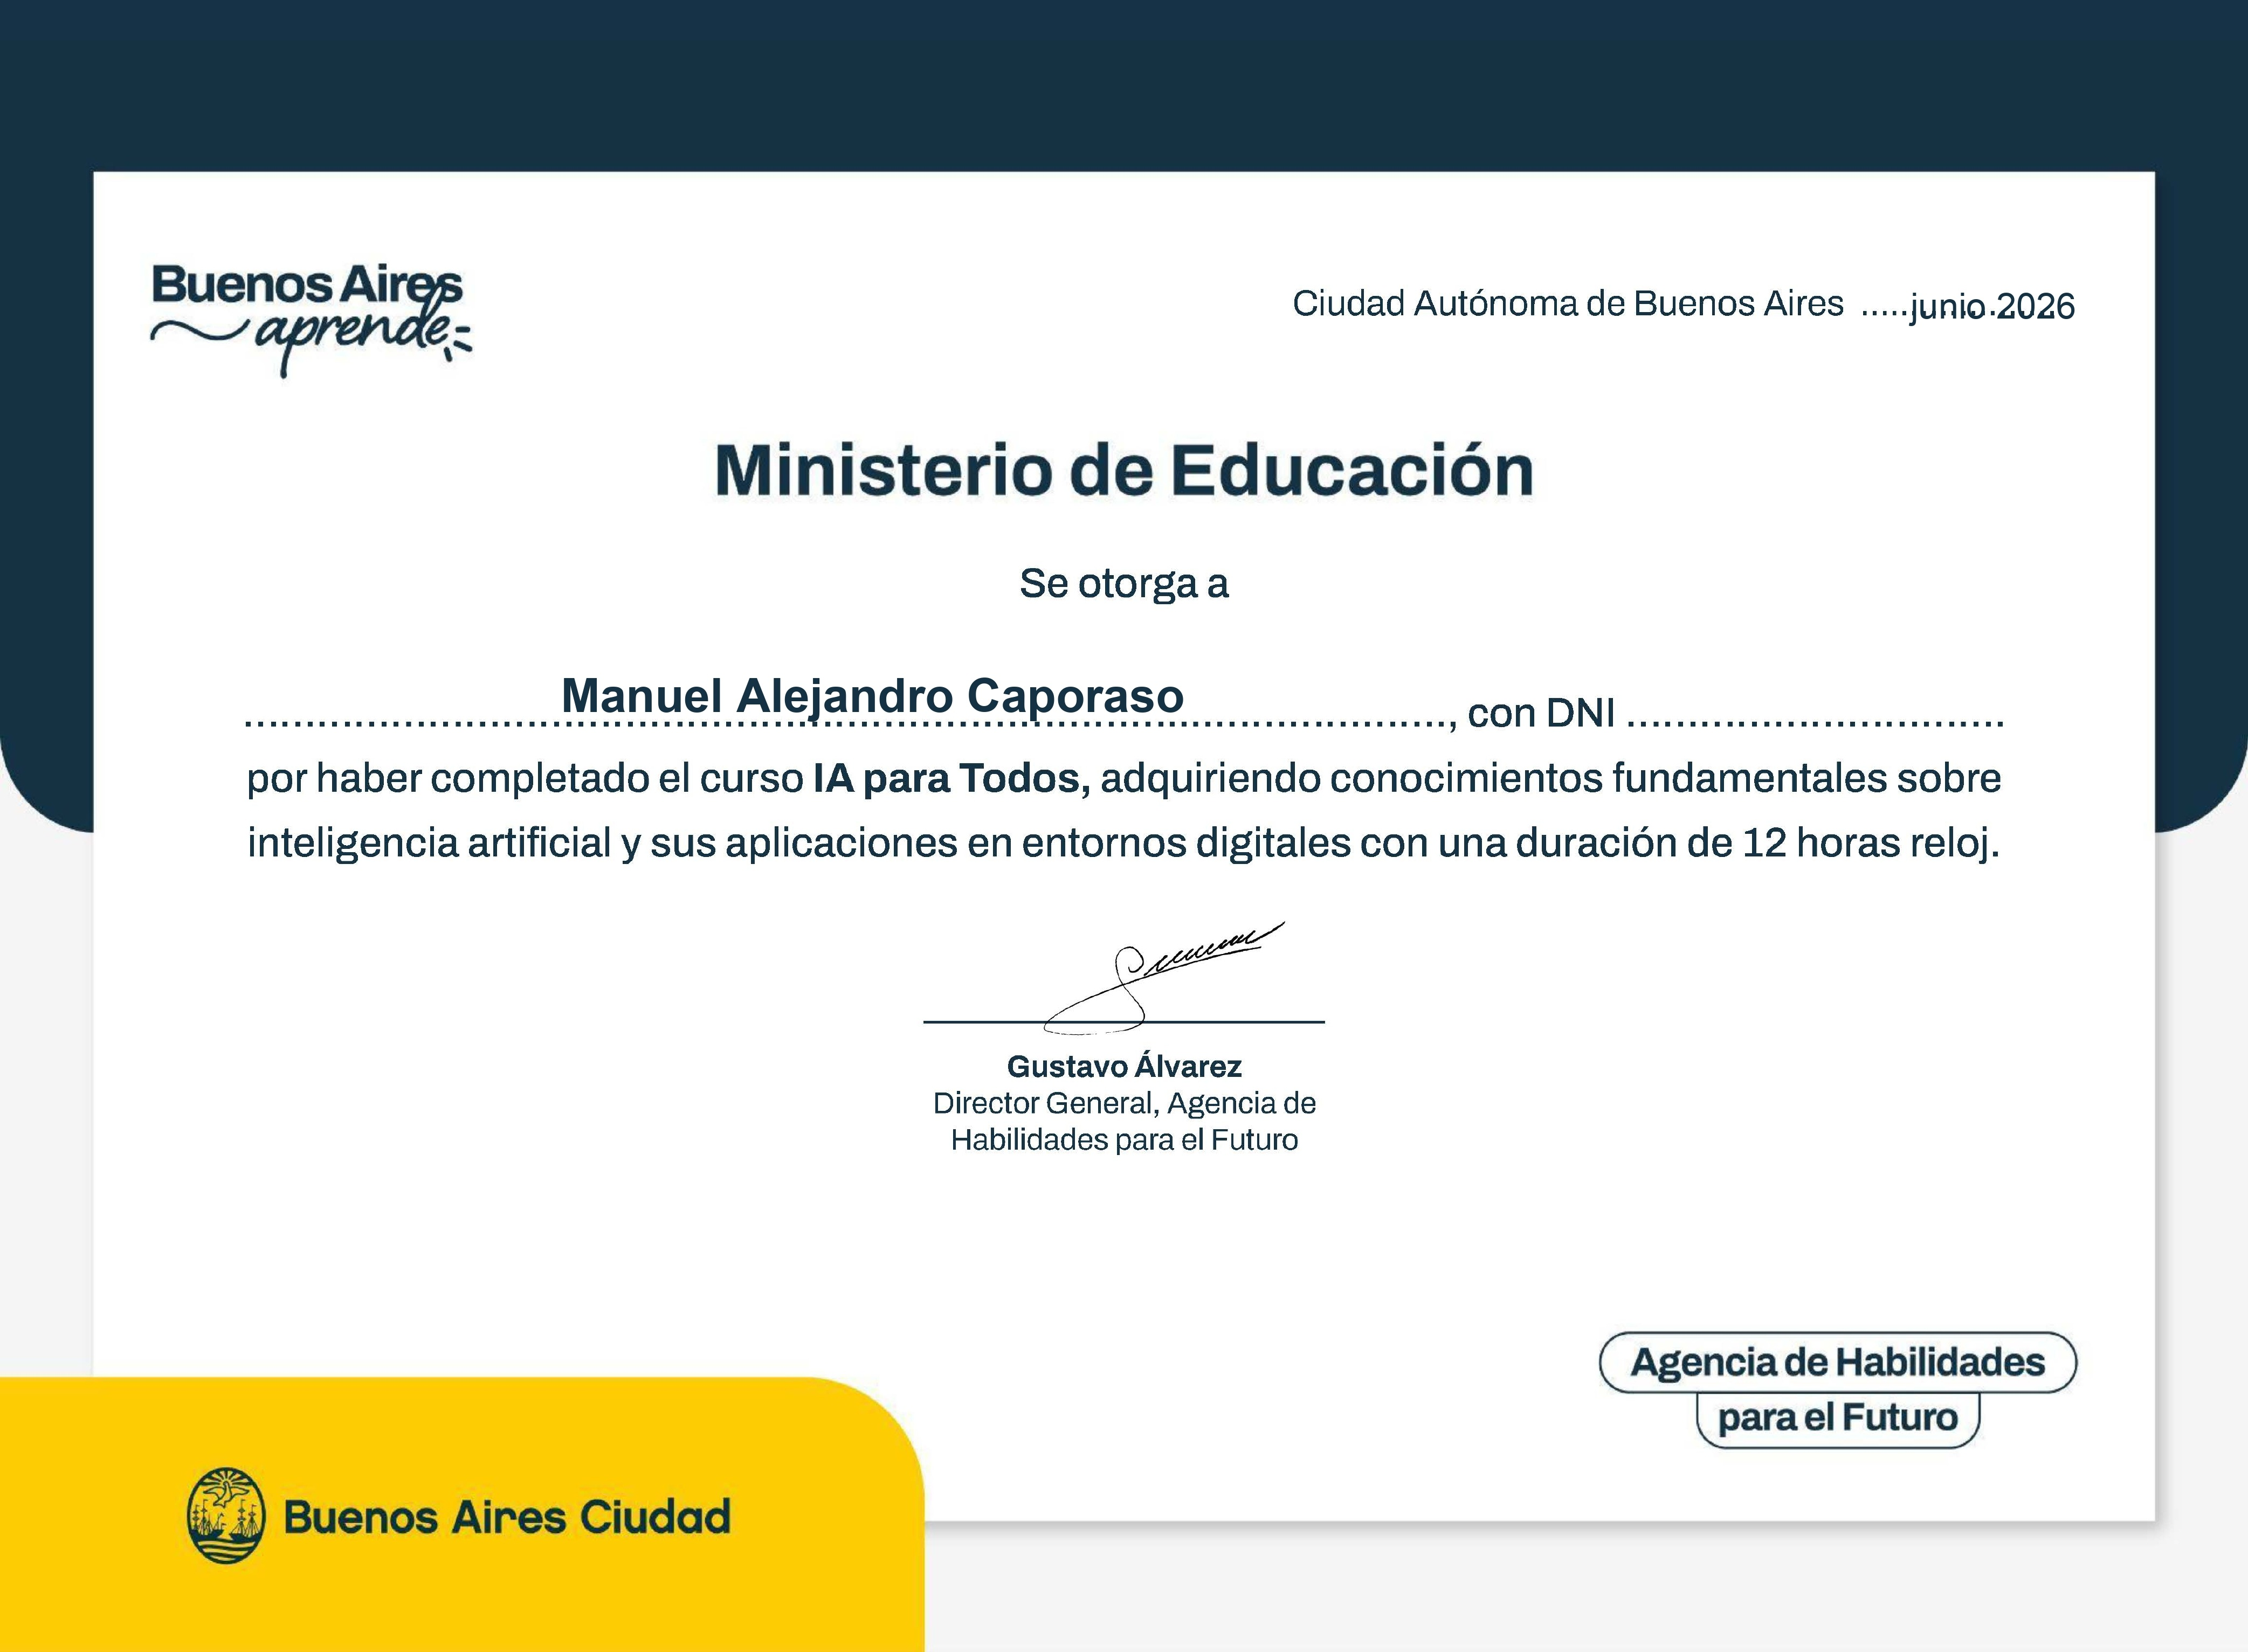 Buenos Aires
aprende
Ciudad Autónoma de Buenos Aires .....junio.2026
Ministerio de Educación
Se otorga a
Manuel Alejandro Caporaso, con DNI ...............................
por haber completado el curso IA para Todos, adquiriendo conocimientos fundamentales sobre
inteligencia artificial y sus aplicaciones en entornos digitales con una duración de 12 horas reloj.
Gustavo Álvarez
Director General, Agencia de
Habilidades para el Futuro
Agencia de Habilidades
para el Futuro
Buenos Aires Ciudad